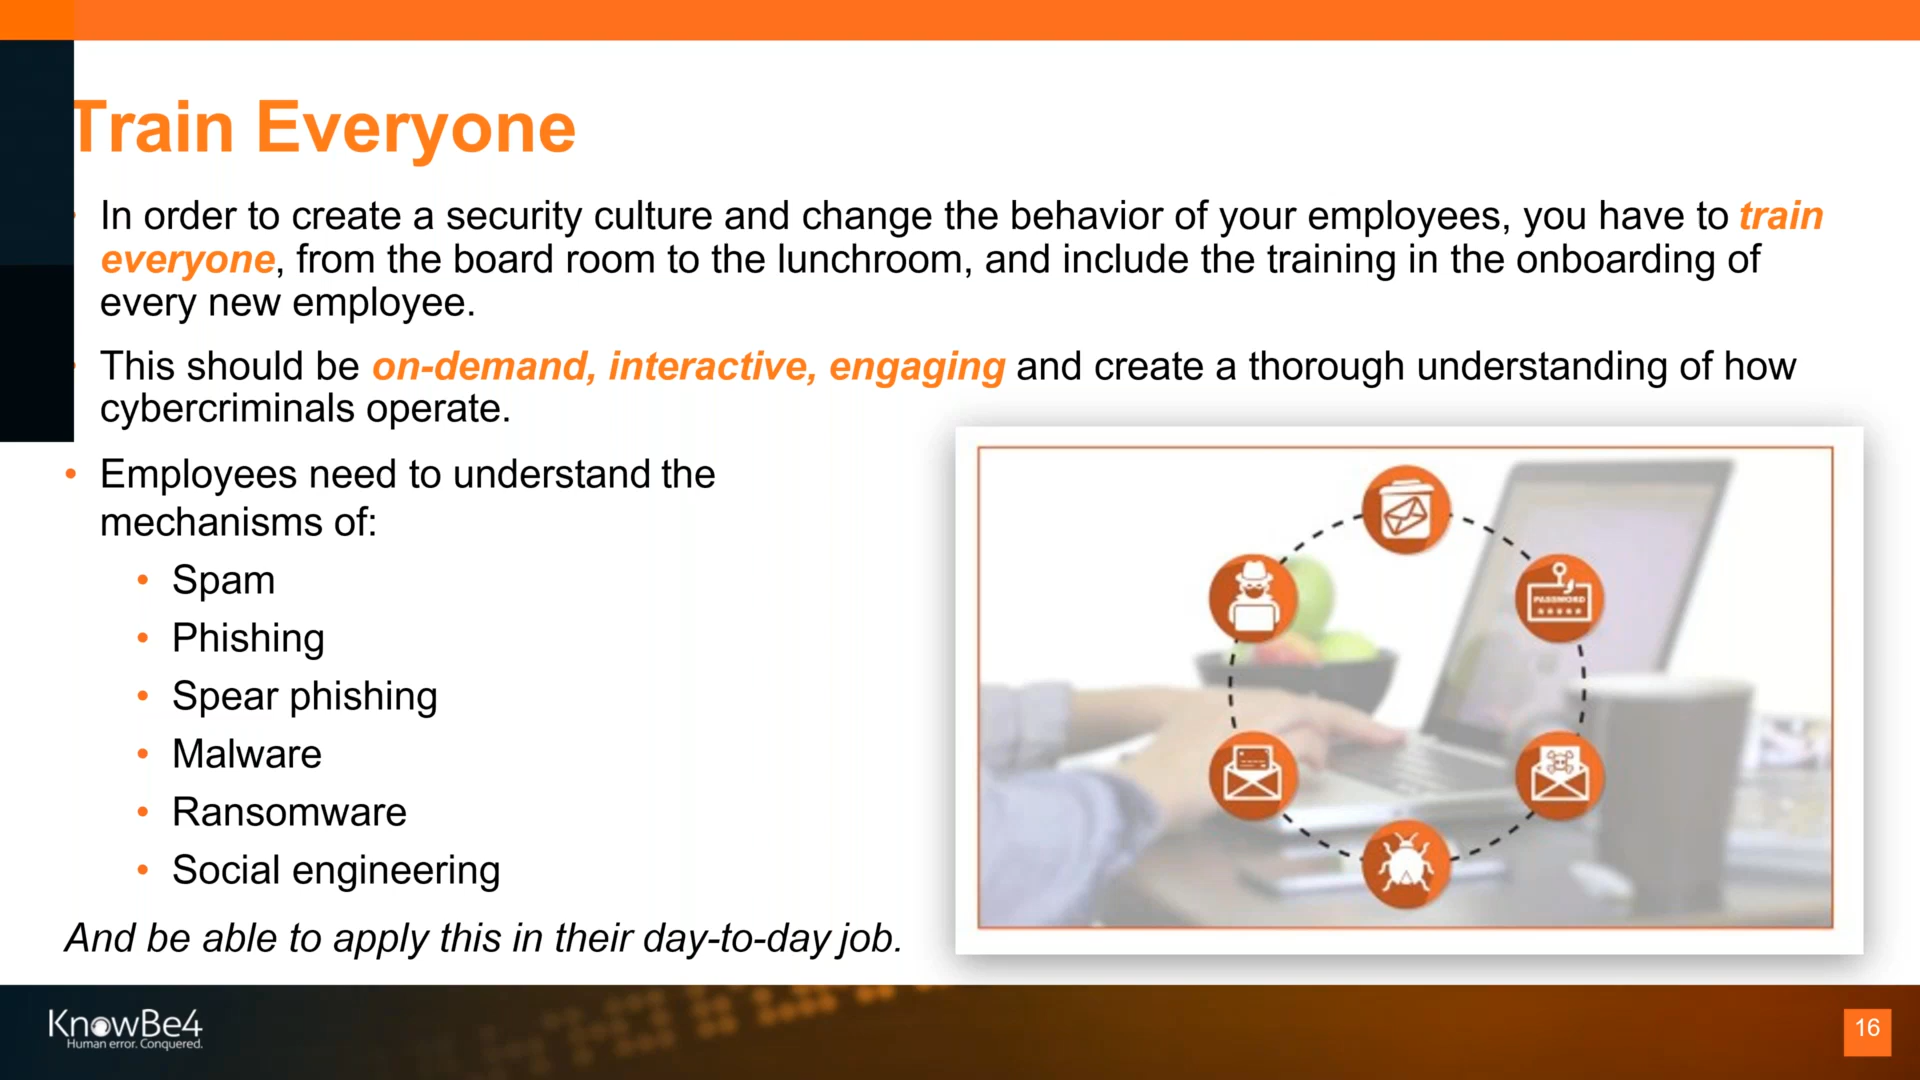 Train Everyone
In order to create a security culture and change the behavior of your employees, you have to train
everyone, from the board room to the lunchroom, and include the training in the onboarding of
every new employee.
This should be on-demand, interactive, engaging and create a thorough understanding of how
cybercriminals operate.
• Employees need to understand the
mechanisms of:
• Spam
• Phishing
• Spear phishing
• Malware
• Ransomware
• Social engineering
And be able to apply this in their day-to-day job.
PASSWORD
KnowBe4
Human error. Conquered.
16